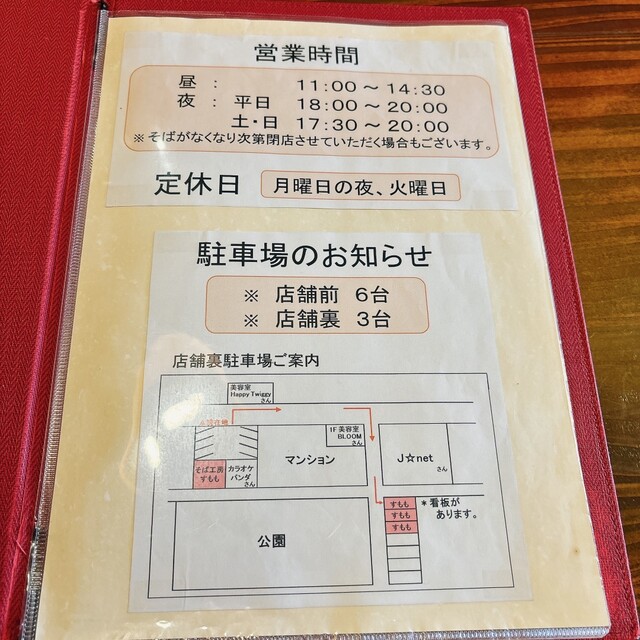 営業時間
昼 : 11:00 ～ 14:30
夜 : 平日 18:00 ～ 20:00
土・日 17:30 ～ 20:00
※ そばがなくなり次第閉店させていただく場合もございます。
定休日 月曜日の夜、火曜日
駐車場のお知らせ
※ 店舗前 6台
※ 店舗裏 3台
店舗裏駐車場ご案内
美容室
Happy Twiggy
さん
1F 美容室
BLOOM
さん
そば工房
すもも
カラオケ
パンダ
さん
マンション
J☆net
さん
すもも
すもも
すもも
＊看板が
あります。
公園